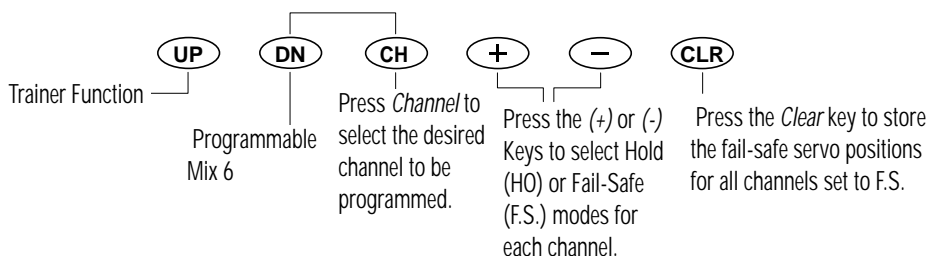 UP DN CH + − CLR
Trainer Function
Programmable
Mix 6
Press Channel to
select the desired
channel to be
programmed.
Press the (+) or (-)
Keys to select Hold
(HO) or Fail-Safe
(F.S.) modes for
each channel.
Press the Clear key to store
the fail-safe servo positions
for all channels set to F.S.